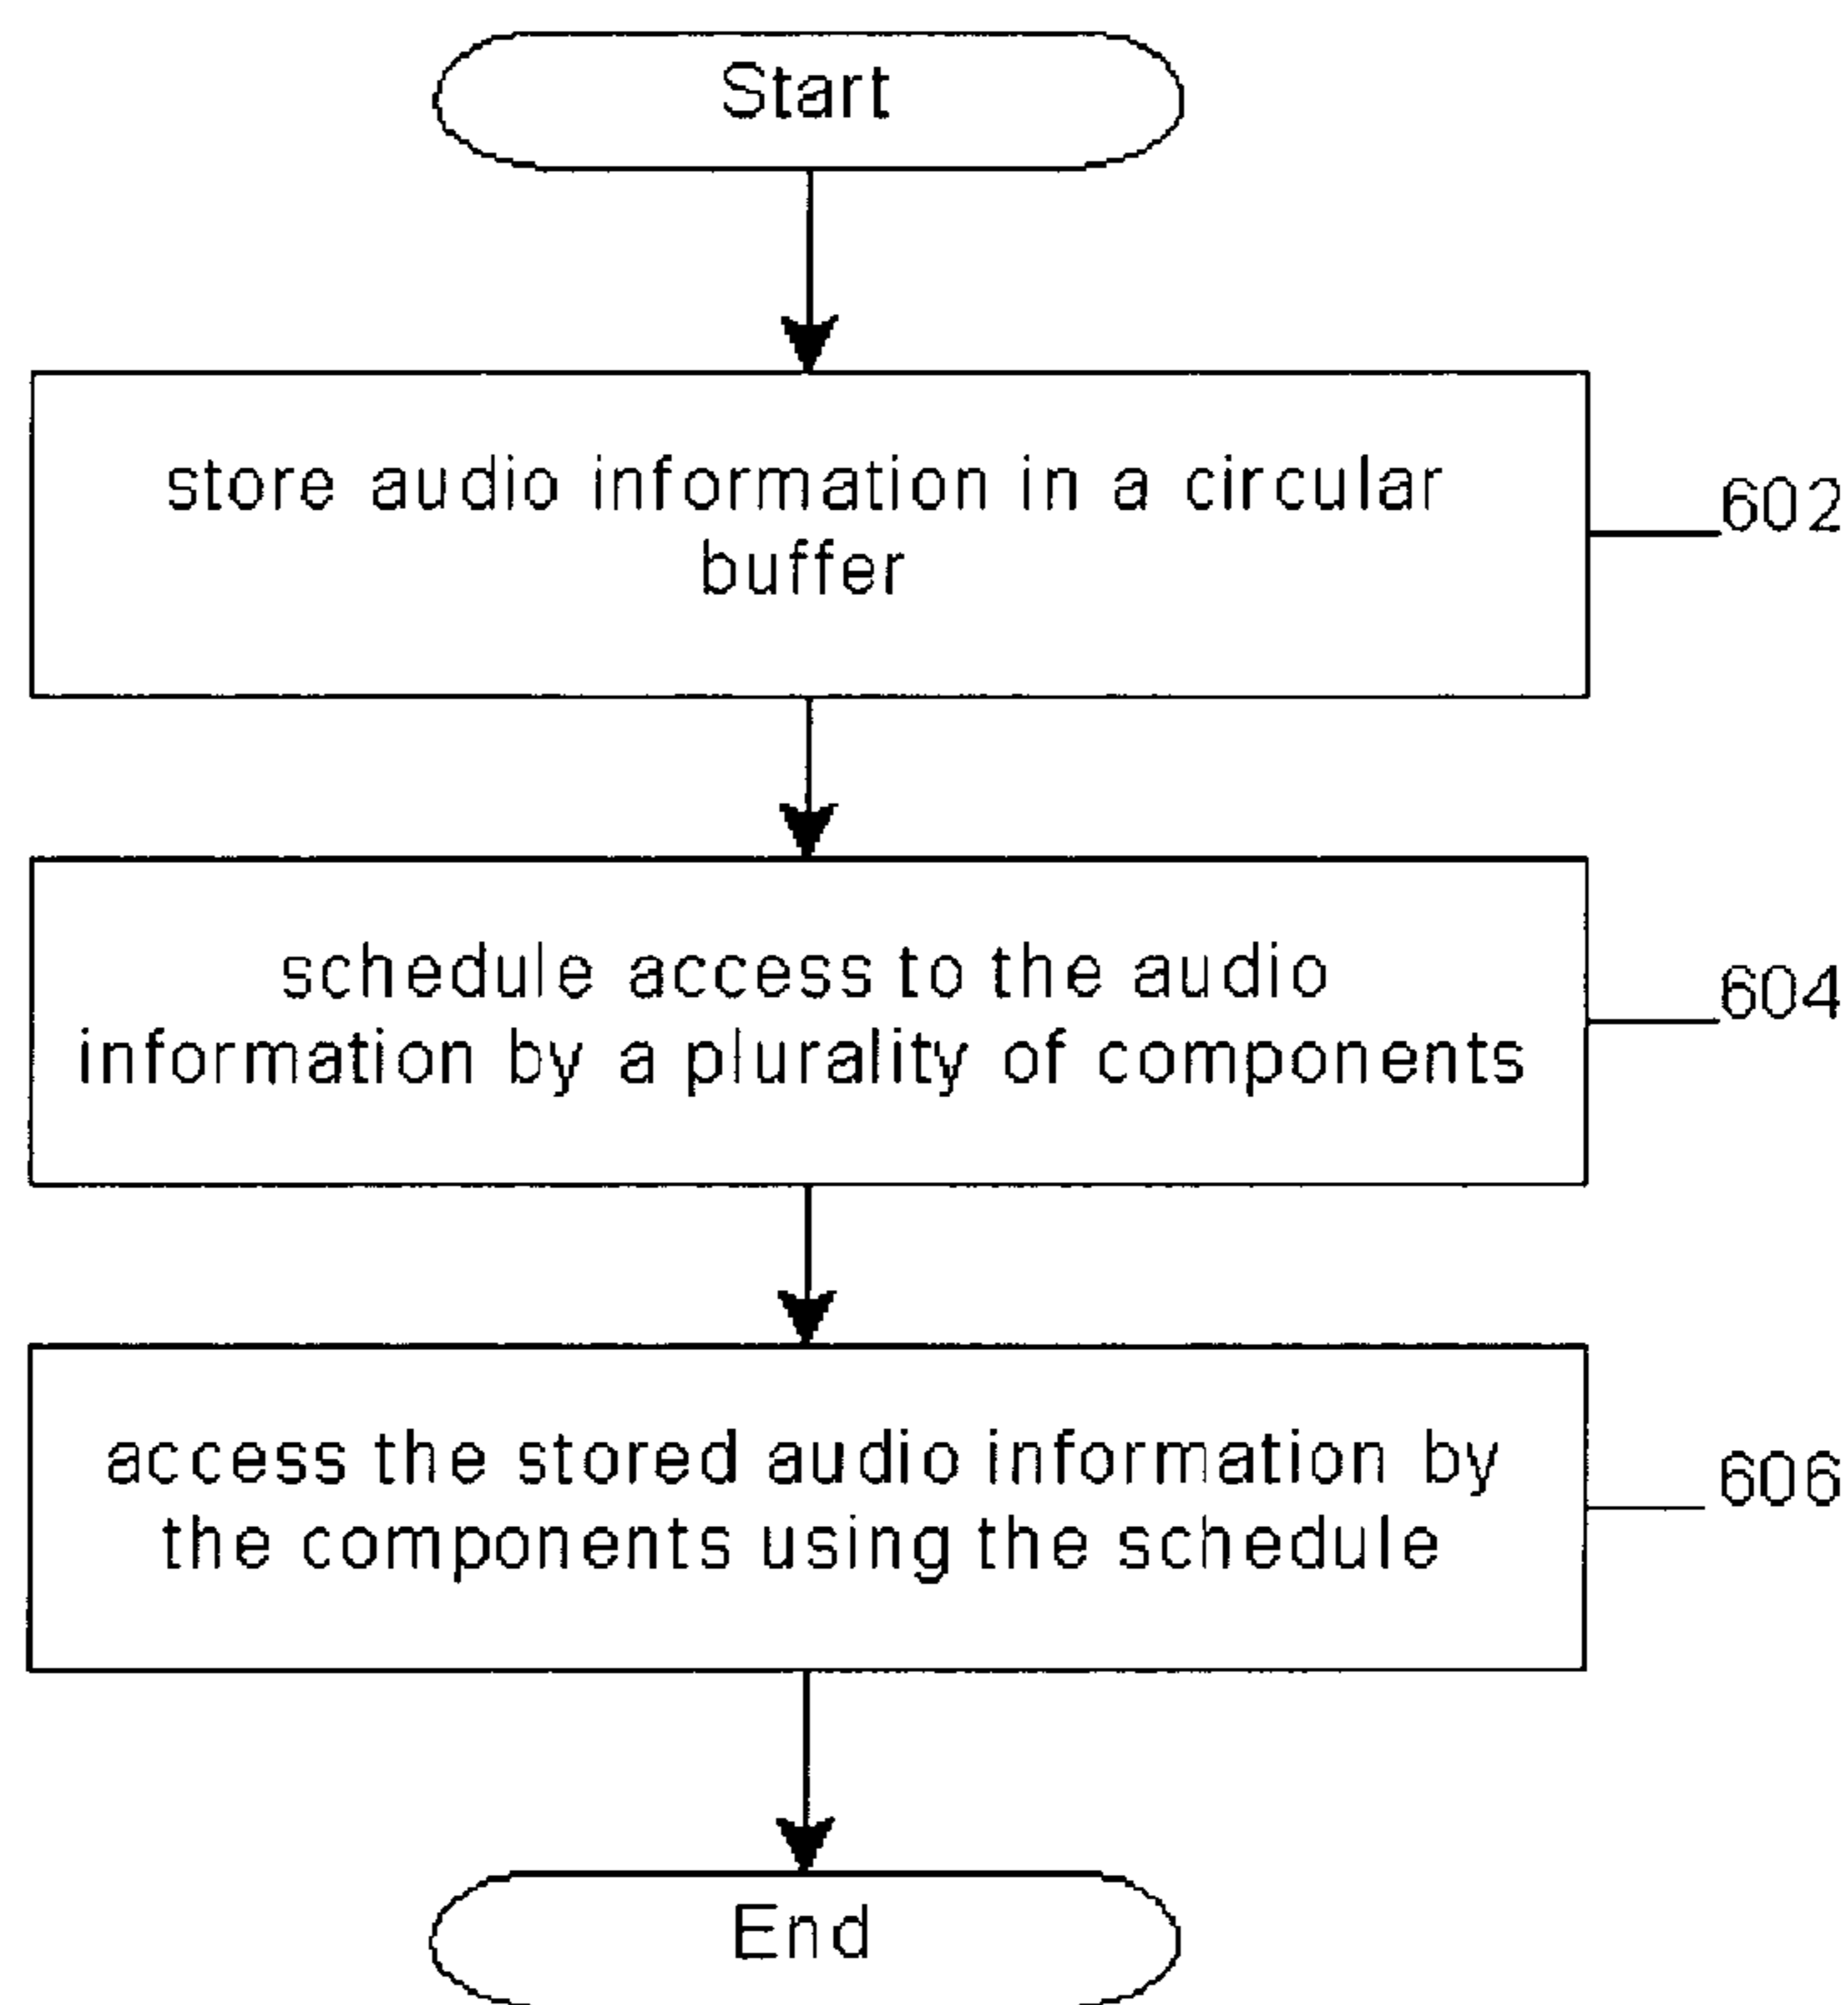 Start
store audio information in a circular
buffer
602
schedule access to the audio
information by a plurality of components
604
access the stored audio information by
the components using the schedule
606
End